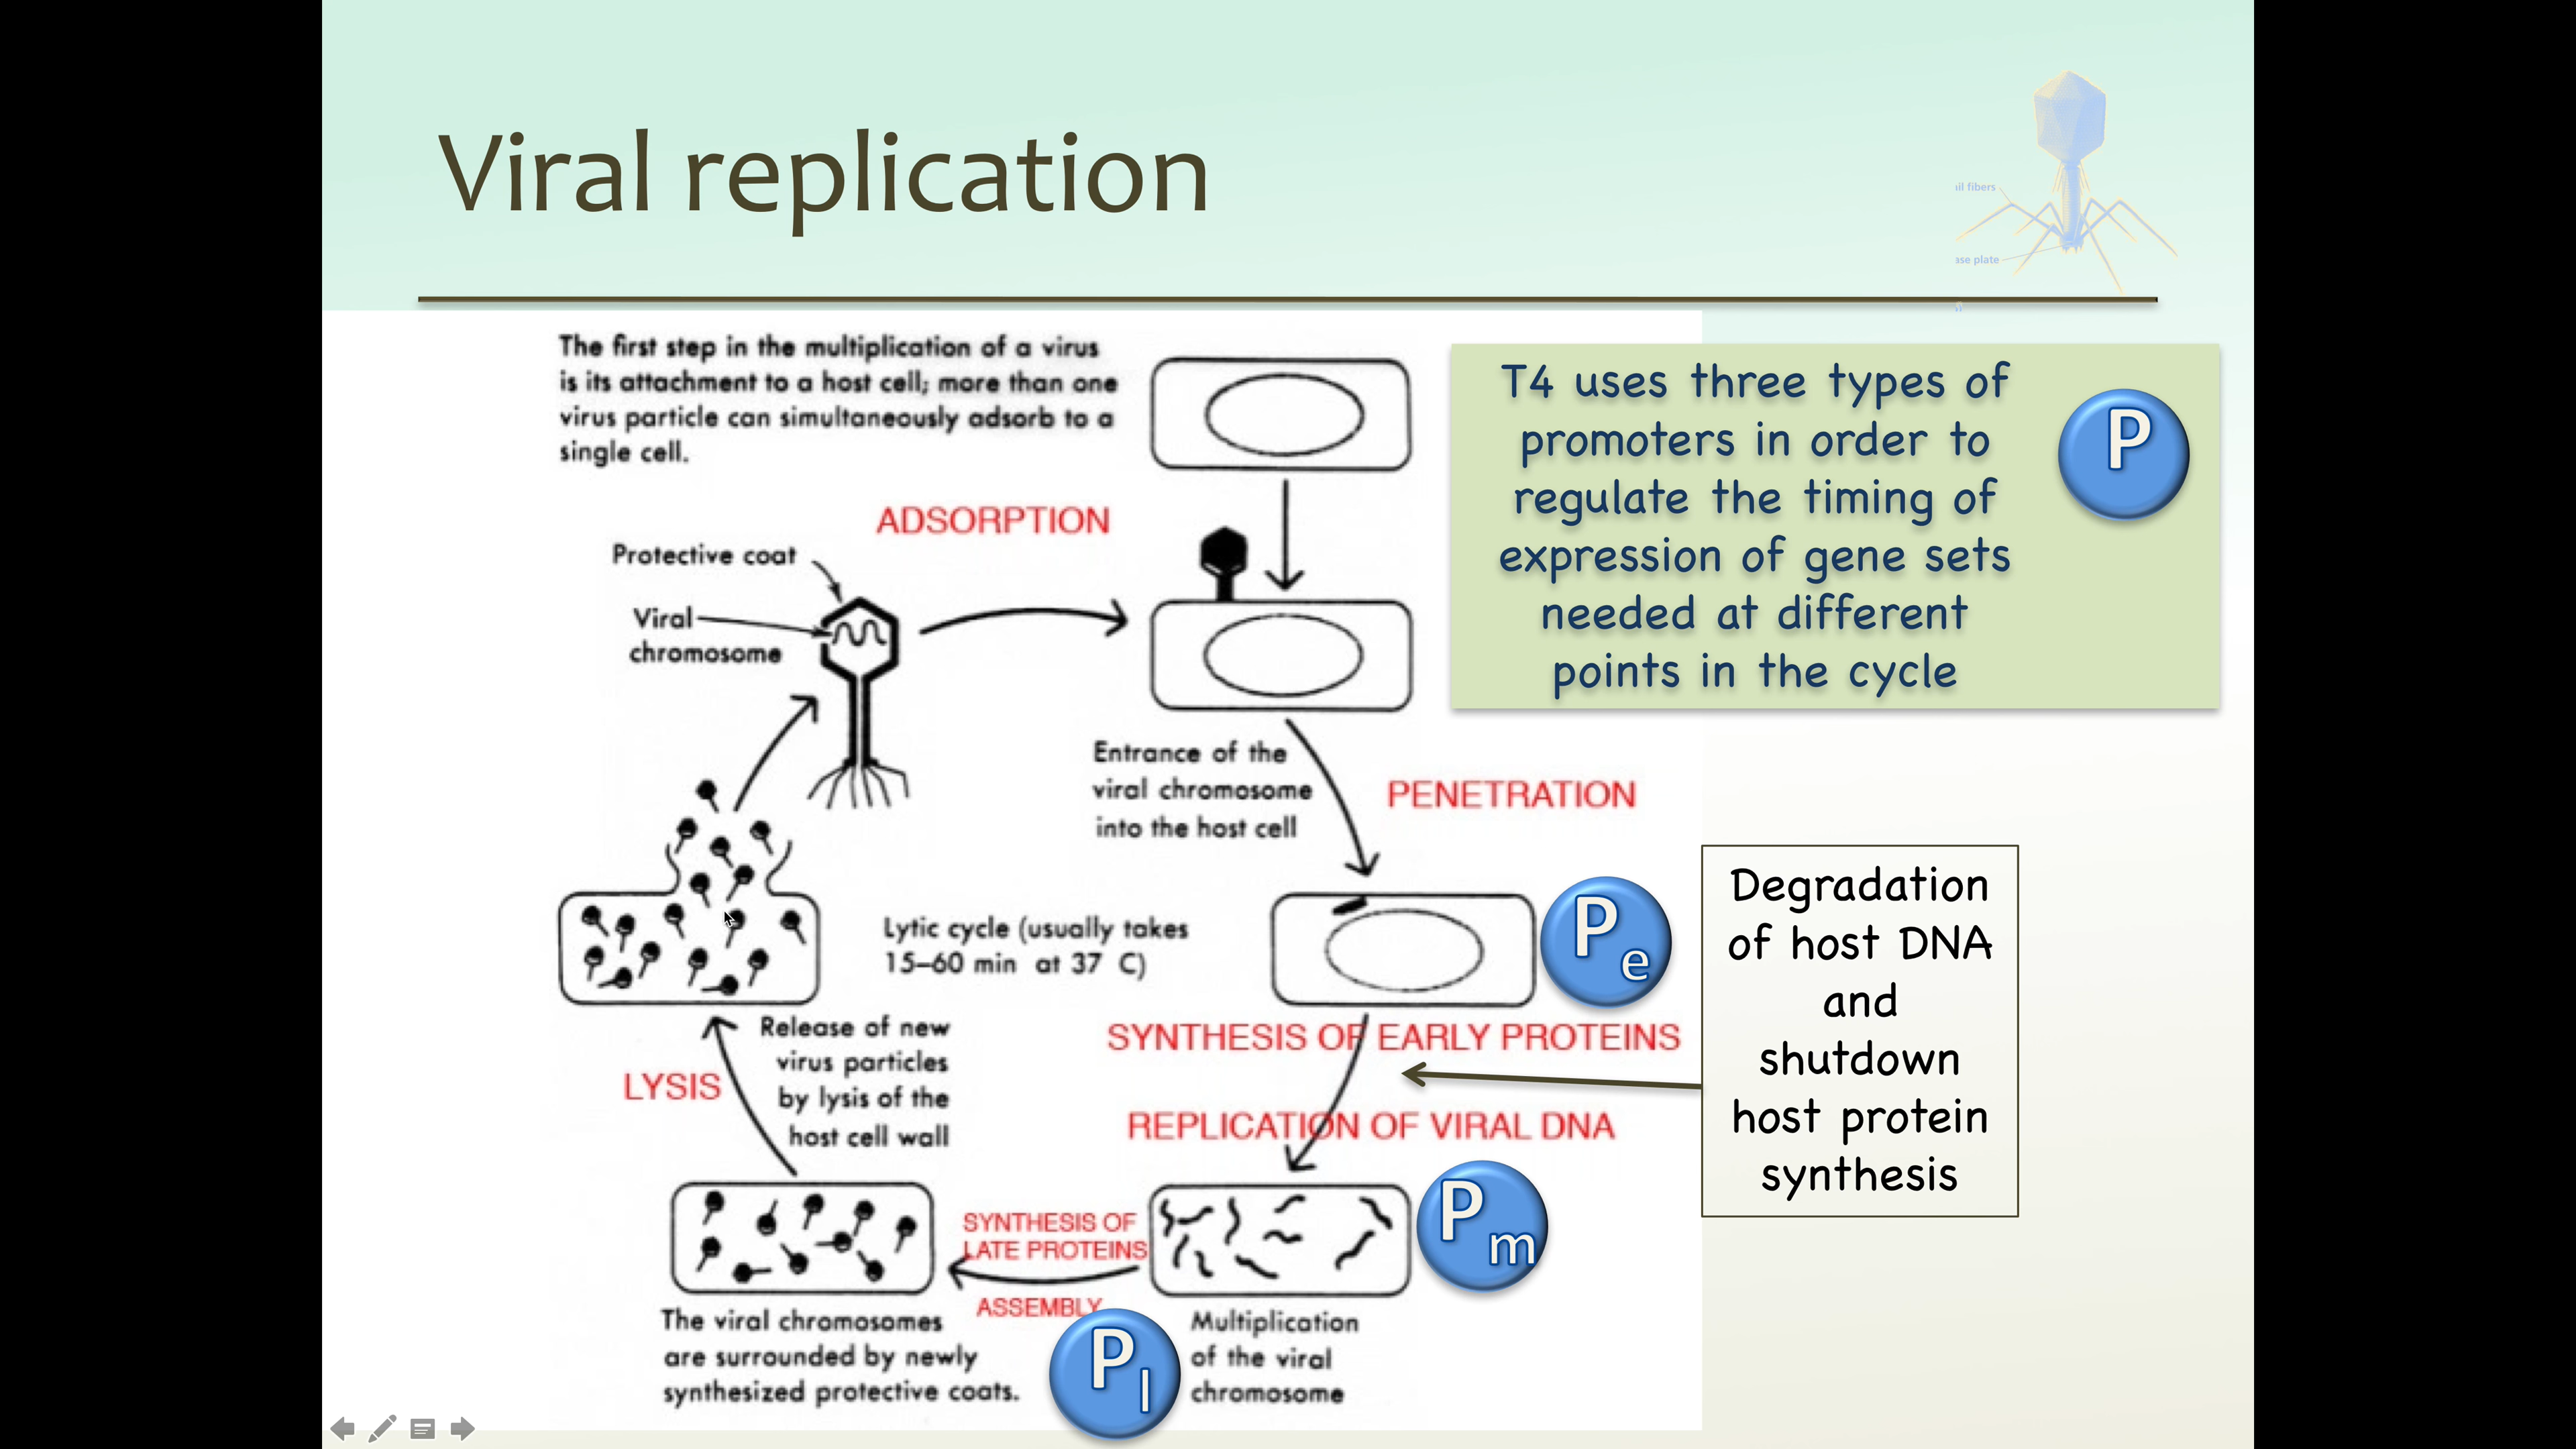 Viral replication
il fibers
ase plate
The first step in the multiplication of a virus
is its attachment to a host cell; more than one
virus particle can simultaneously adsorb to a
single cell.
T4 uses three types of
promoters in order to
regulate the timing of
expression of gene sets
needed at different
points in the cycle
P
ADSORPTION
Protective coat
Viral
chromosome
Entrance of the
viral chromosome
into the host cell
PENETRATION
Pe
Degradation
of host DNA
and
shutdown
host protein
synthesis
Lytic cycle (usually takes
15–60 min at 37 C)
SYNTHESIS OF EARLY PROTEINS
REPLICATION OF VIRAL DNA
Release of new
virus particles
by lysis of the
host cell wall
LYSIS
SYNTHESIS OF
LATE PROTEINS
ASSEMBLY
Pm
The viral chromosomes
are surrounded by newly
synthesized protective coats.
Pl
Multiplication
of the viral
chromosome